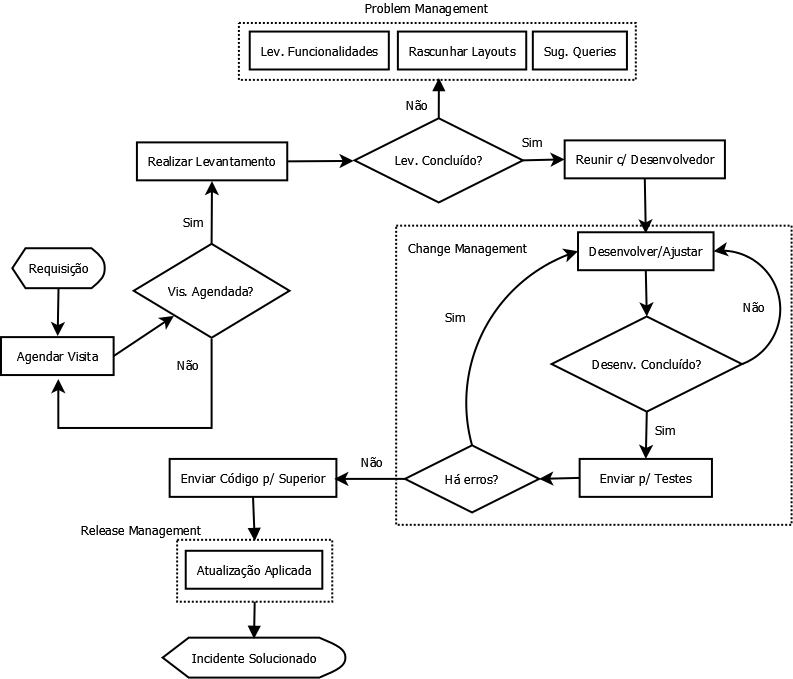 Problem Management
Lev. Funcionalidades
Rascunhar Layouts
Sug. Queries
Não
Realizar Levantamento
Lev. Concluído?
Sim
Reunir c/ Desenvolvedor
Sim
Change Management
Desenvolver/Ajustar
Requisição
Vis. Agendada?
Sim
Não
Agendar Visita
Não
Desenv. Concluído?
Sim
Não
Enviar Código p/ Superior
Há erros?
Enviar p/ Testes
Release Management
Atualização Aplicada
Incidente Solucionado